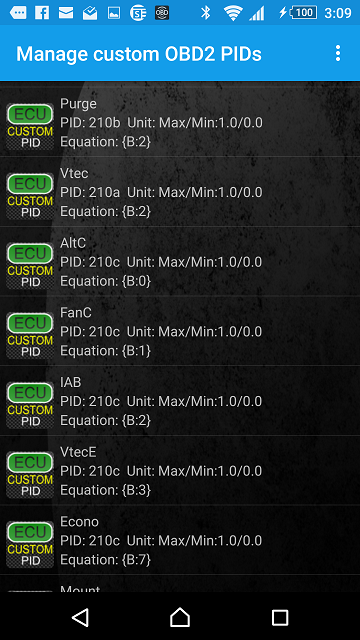 100 3:09
Manage custom OBD2 PIDs
ECU
CUSTOM
PID
Purge
PID: 210b Unit: Max/Min:1.0/0.0
Equation: {B:2}
ECU
CUSTOM
PID
Vtec
PID: 210a Unit: Max/Min:1.0/0.0
Equation: {B:2}
ECU
CUSTOM
PID
AltC
PID: 210c Unit: Max/Min:1.0/0.0
Equation: {B:0}
ECU
CUSTOM
PID
FanC
PID: 210c Unit: Max/Min:1.0/0.0
Equation: {B:1}
ECU
CUSTOM
PID
IAB
PID: 210c Unit: Max/Min:1.0/0.0
Equation: {B:2}
ECU
CUSTOM
PID
VtecE
PID: 210c Unit: Max/Min:1.0/0.0
Equation: {B:3}
ECU
CUSTOM
PID
Econo
PID: 210c Unit: Max/Min:1.0/0.0
Equation: {B:7}
Mount